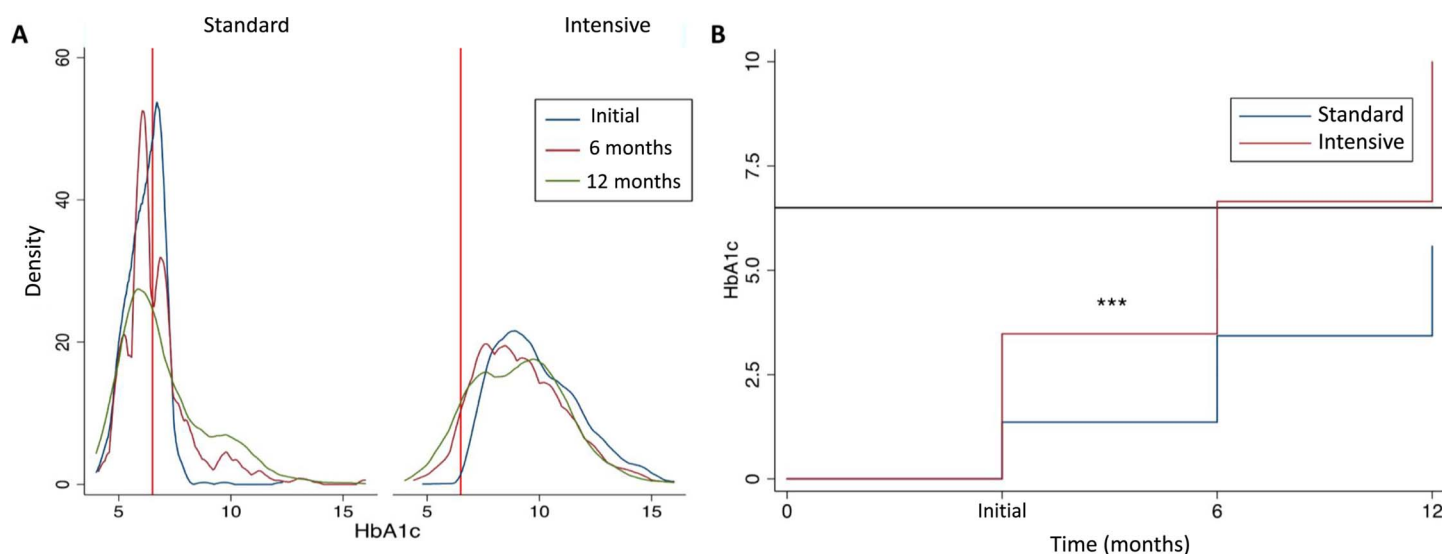 A
Standard
Intensive
60
40
20
0
Density
Initial
6 months
12 months
5
10
15
5
10
15
HbA1c
B
10
7.5
5.0
2.5
0
HbA1c
Standard
Intensive
***
0
Initial
6
12
Time (months)